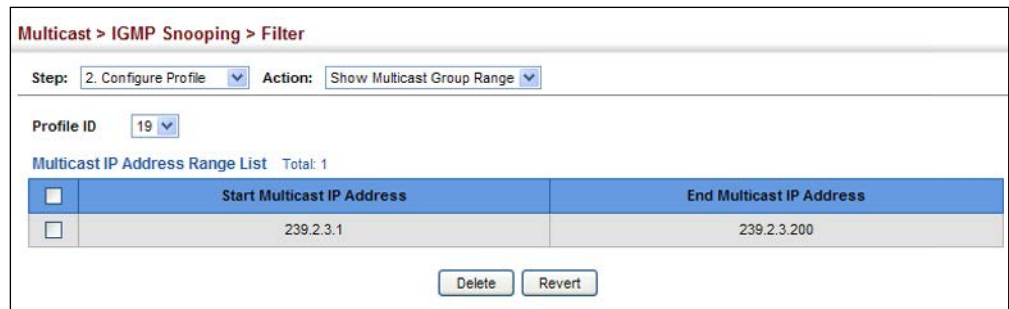 Multicast > IGMP Snooping > Filter
Step: 2. Configure Profile Action: Show Multicast Group Range
Profile ID 19
Multicast IP Address Range List Total: 1
Start Multicast IP Address End Multicast IP Address
239.2.3.1 239.2.3.200
Delete Revert